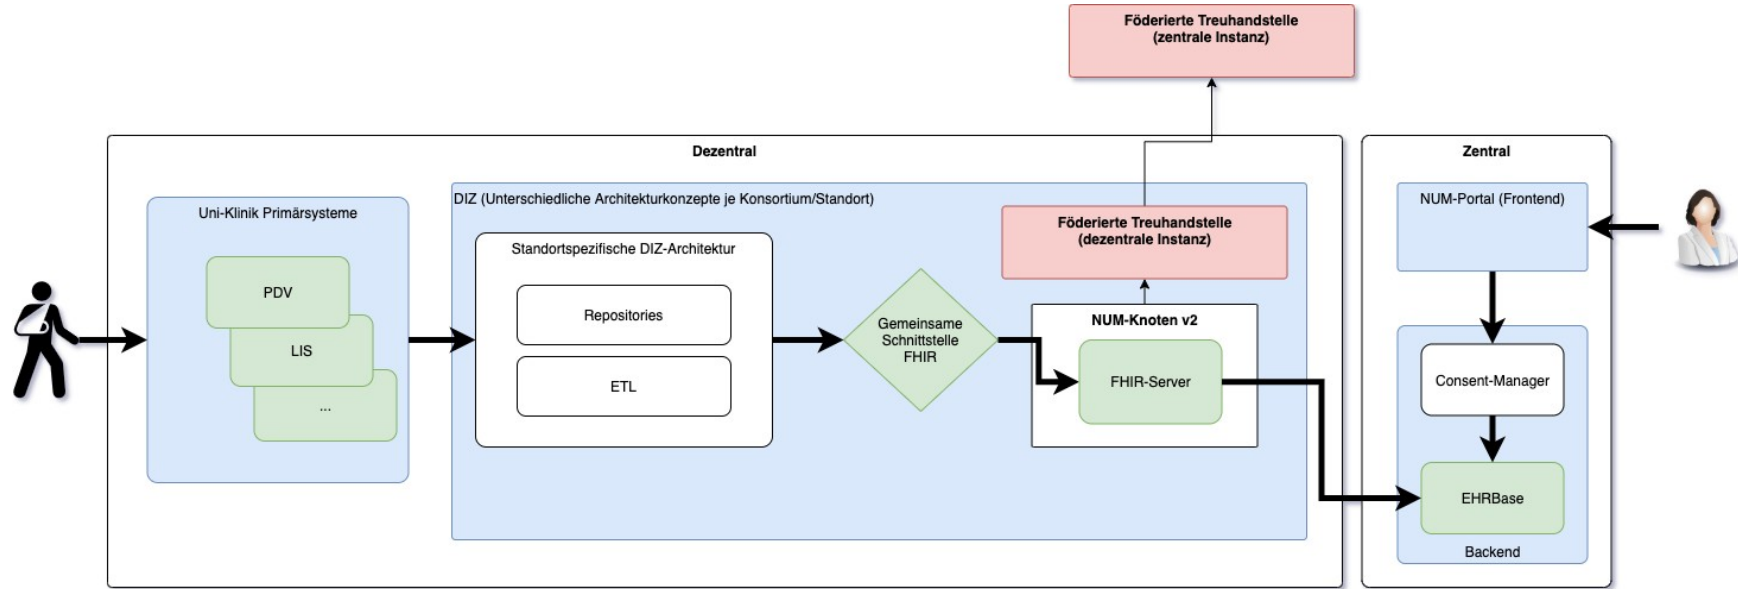 Föderierte Treuhandstelle
(zentrale Instanz)
Dezentral
Zentral
Uni-Klinik Primärsysteme
PDV
LIS
...
DIZ (Unterschiedliche Architekturkonzepte je Konsortium/Standort)
Standortspezifische DIZ-Architektur
Repositories
ETL
Gemeinsame
Schnittstelle
FHIR
Föderierte Treuhandstelle
(dezentrale Instanz)
NUM-Knoten v2
FHIR-Server
NUM-Portal (Frontend)
Consent-Manager
EHRBase
Backend